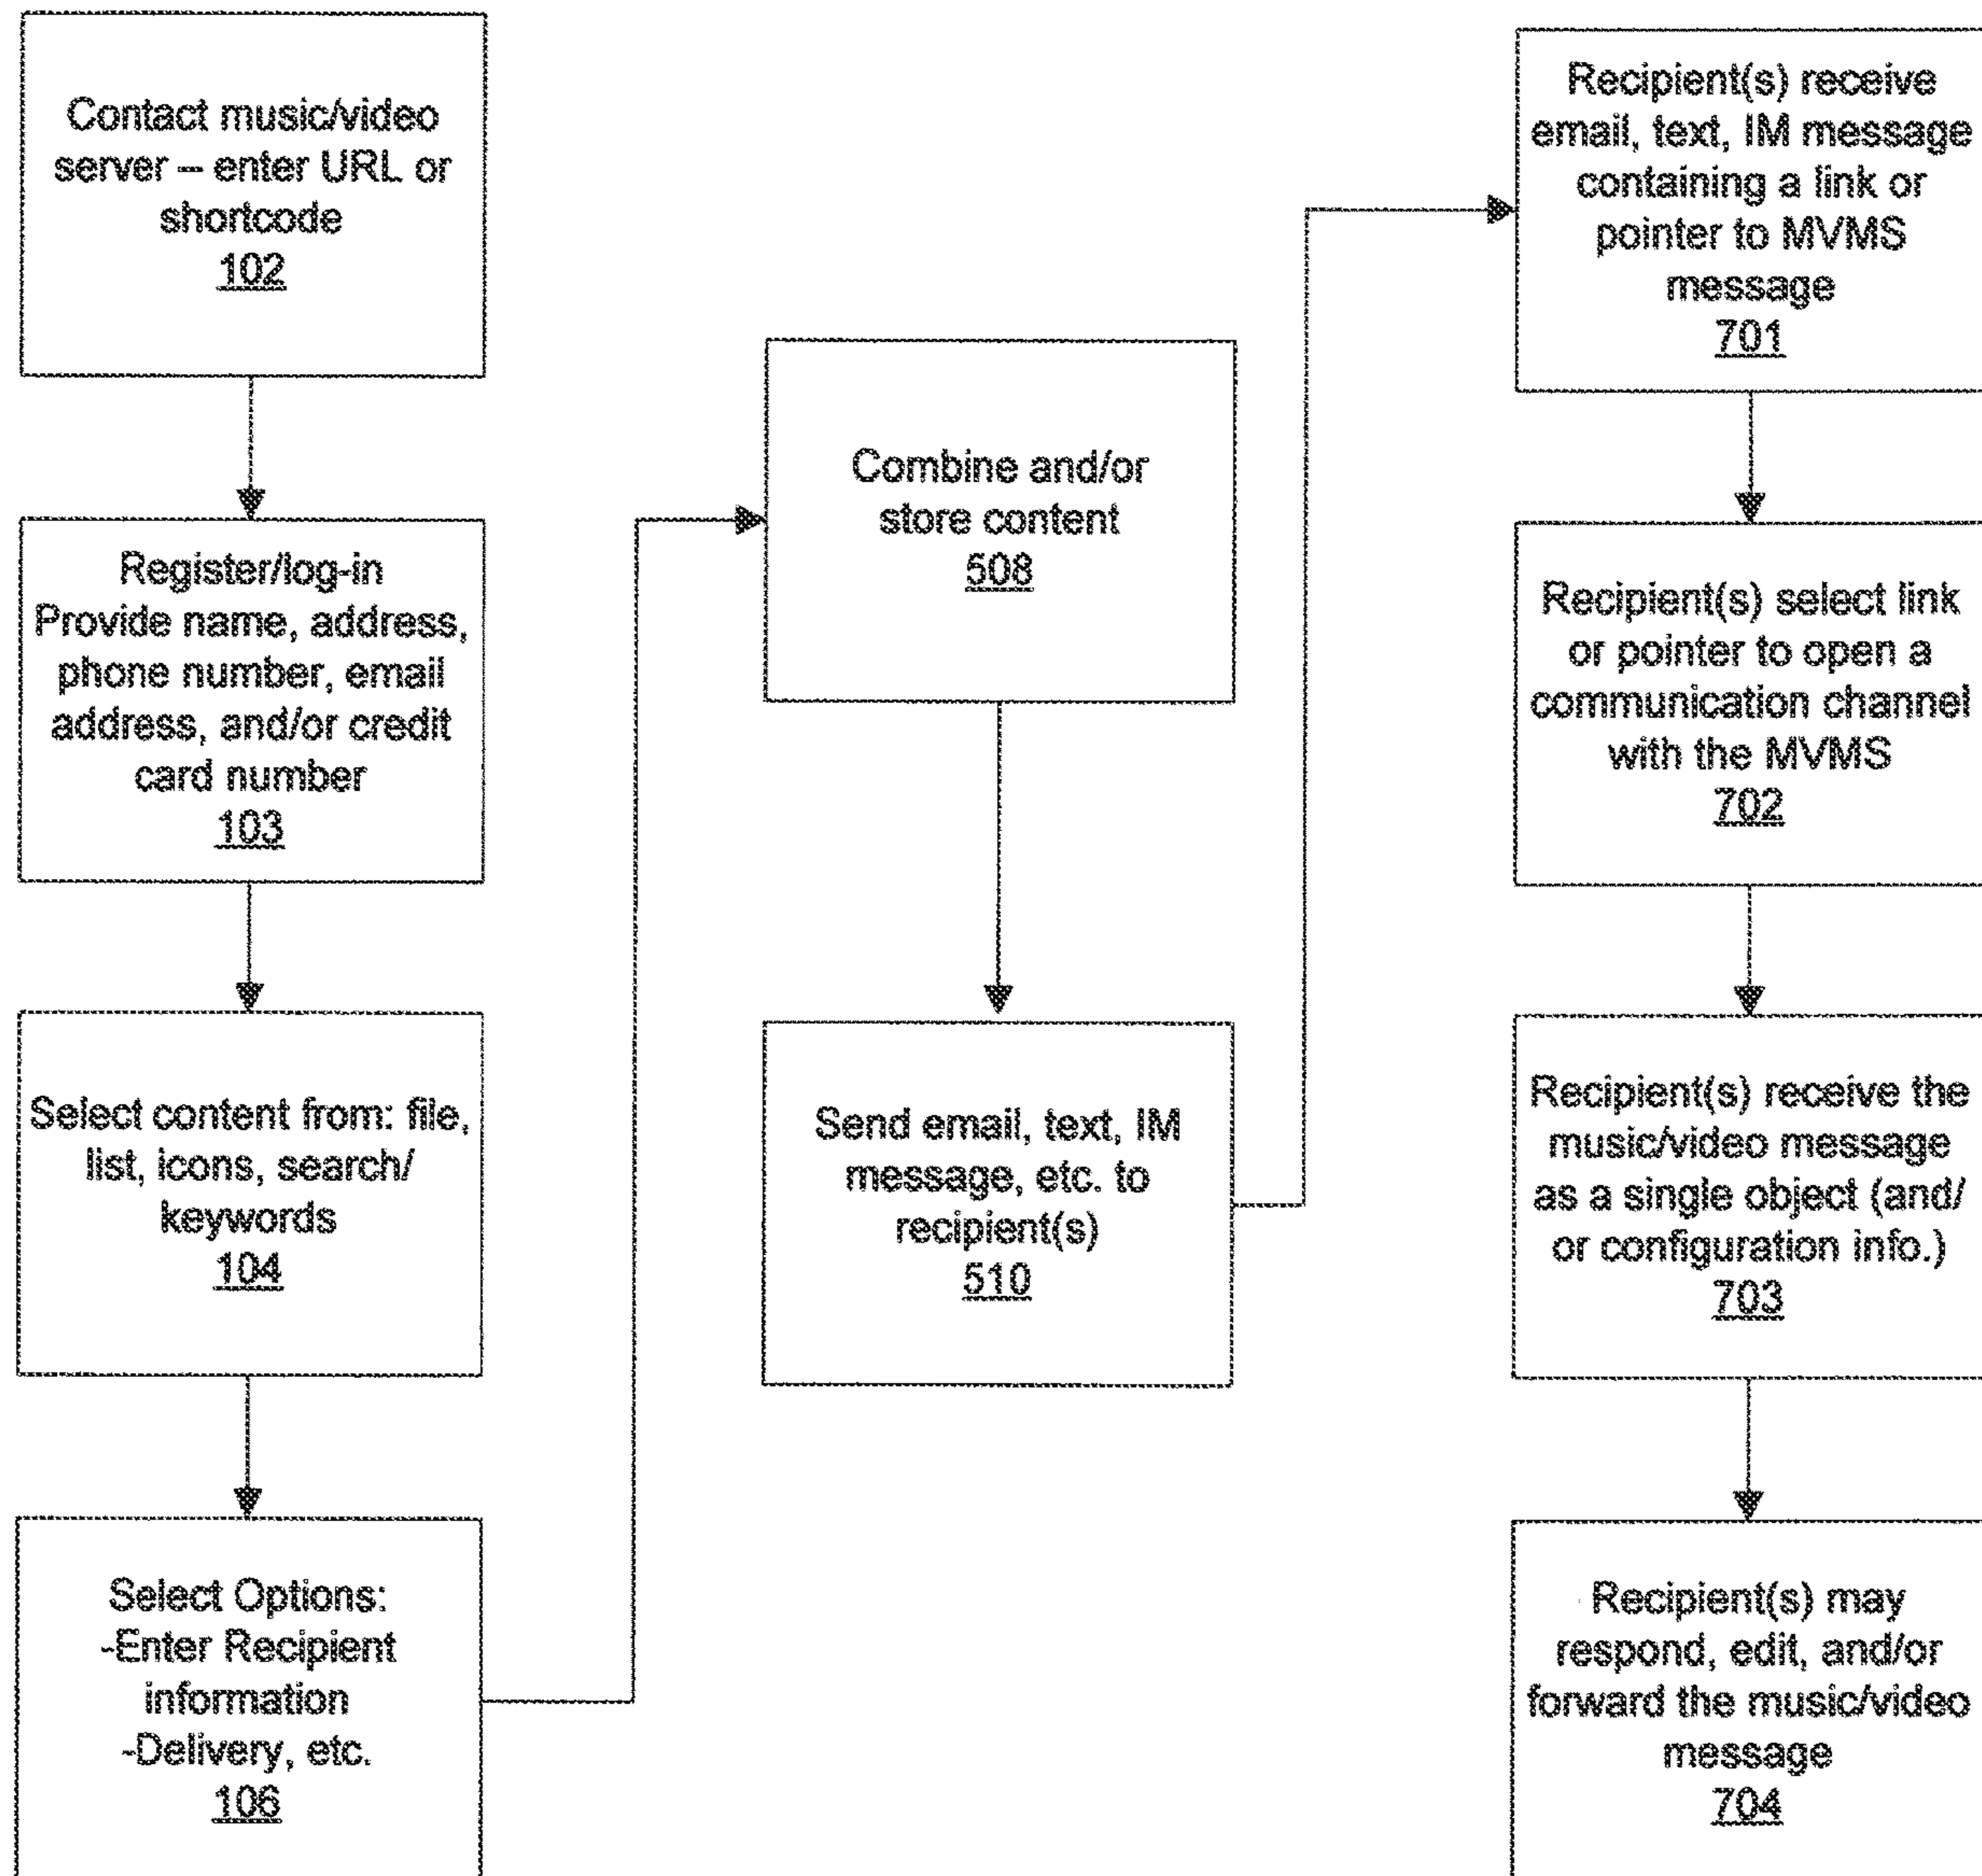 Contact music/video
server – enter URL or
shortcode
102
Register/log-in
Provide name, address,
phone number, email
address, and/or credit
card number
103
Select content from: file,
list, icons, search/
keywords
104
Select Options:
-Enter Recipient
information
-Delivery, etc.
106
Combine and/or
store content
508
Send email, text, IM
message, etc. to
recipient(s)
510
Recipient(s) receive
email, text, IM message
containing a link or
pointer to MVMS
message
701
Recipient(s) select link
or pointer to open a
communication channel
with the MVMS
702
Recipient(s) receive the
music/video message
as a single object (and/
or configuration info.)
703
Recipient(s) may
respond, edit, and/or
forward the music/video
message
704